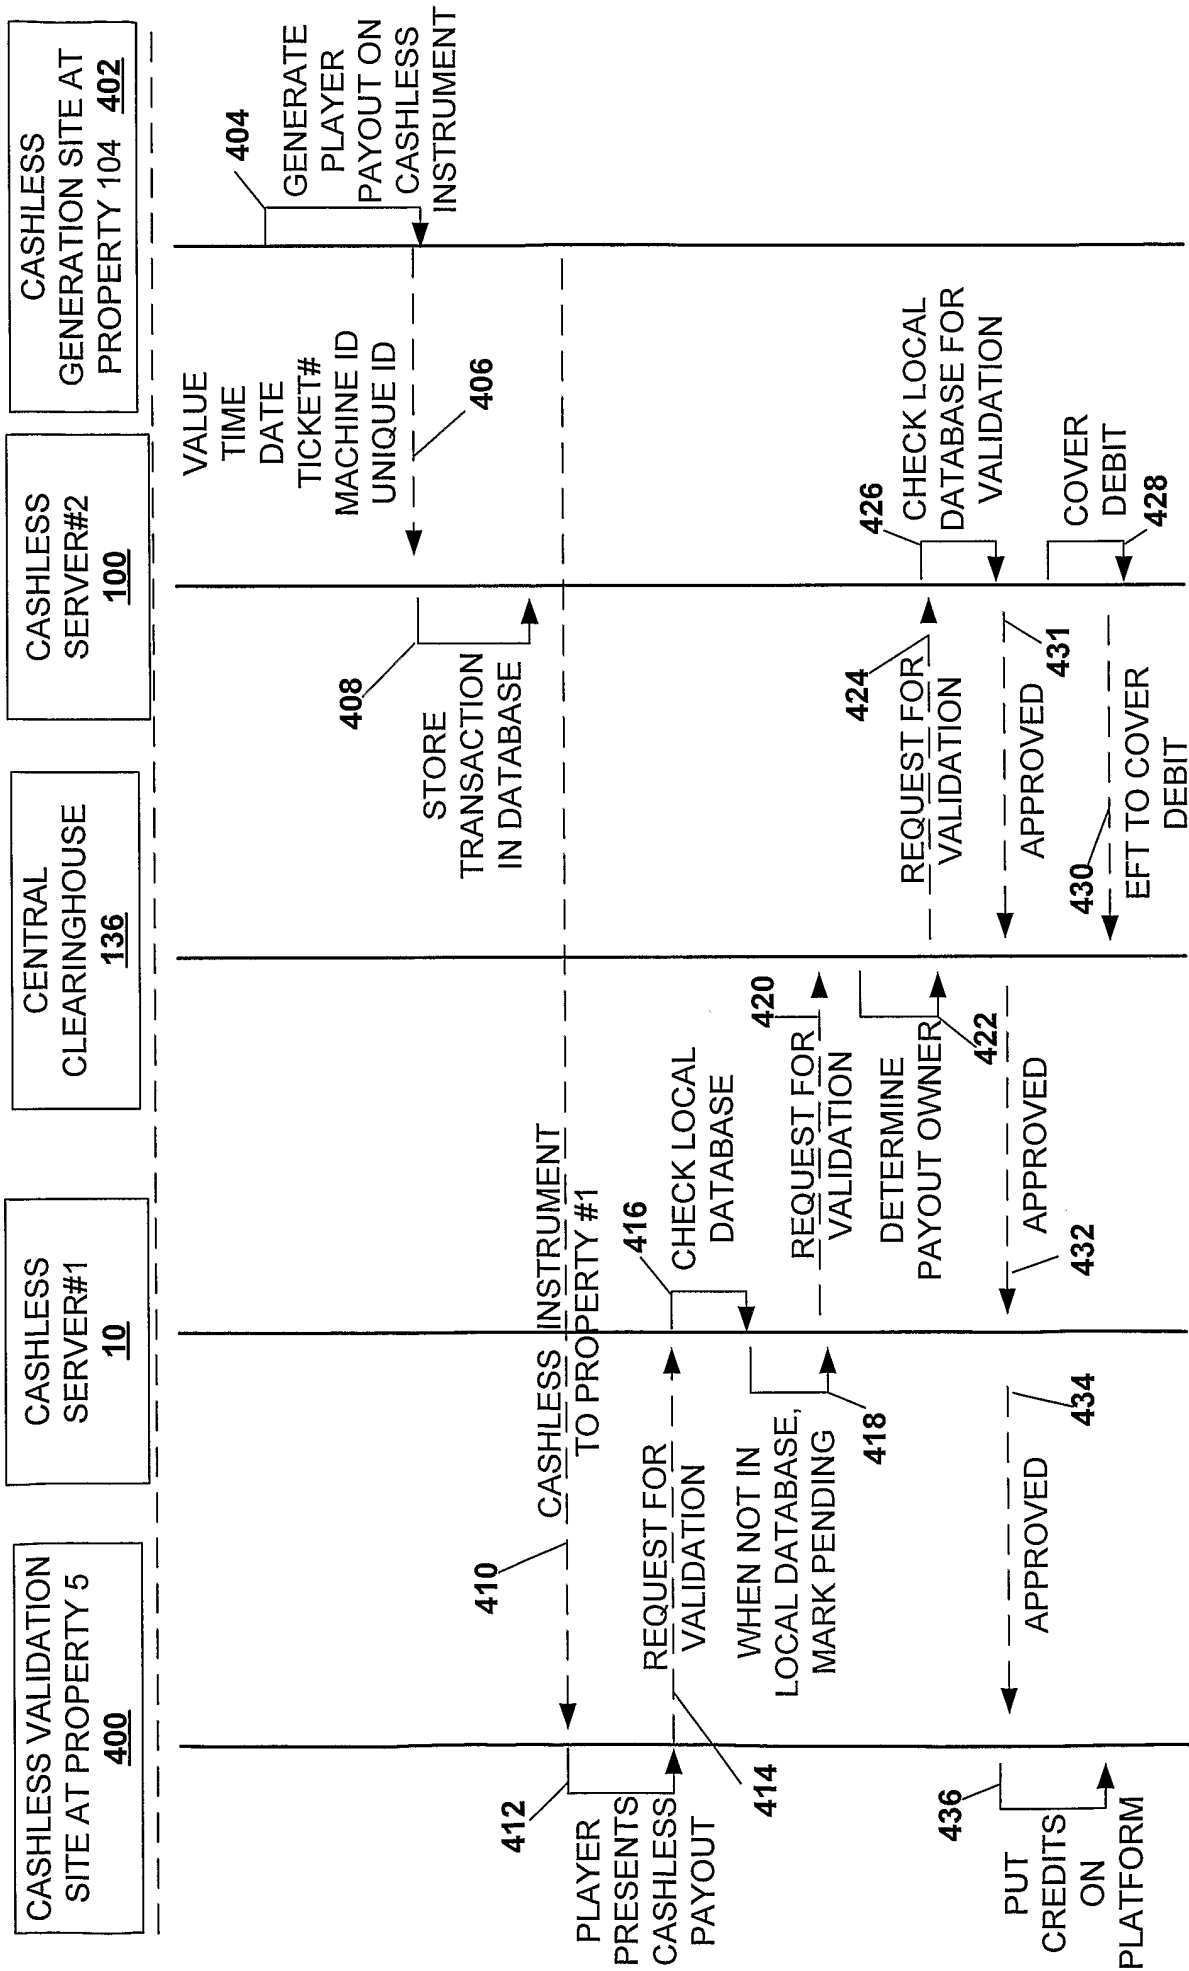 CASHLESS VALIDATION
SITE AT PROPERTY 5
400
CASHLESS
SERVER#1
10
CENTRAL
CLEARINGHOUSE
136
CASHLESS
SERVER#2
100
CASHLESS
GENERATION SITE AT
PROPERTY 104 402
404
GENERATE
PLAYER
PAYOUT ON
CASHLESS
INSTRUMENT
VALUE
TIME
DATE
TICKET#
MACHINE ID
UNIQUE ID
406
408
STORE
TRANSACTION
IN DATABASE
410
CASHLESS INSTRUMENT
TO PROPERTY #1
412
PLAYER
PRESENTS
CASHLESS
PAYOUT
414
REQUEST FOR
VALIDATION
416
CHECK LOCAL
DATABASE
WHEN NOT IN
LOCAL DATABASE,
MARK PENDING
418
420
REQUEST FOR
VALIDATION
DETERMINE
PAYOUT OWNER
422
424
REQUEST FOR
VALIDATION
426
CHECK LOCAL
DATABASE FOR
VALIDATION
431
APPROVED
COVER
DEBIT
428
430
EFT TO COVER
DEBIT
APPROVED
432
434
APPROVED
436
PUT
CREDITS
ON
PLATFORM